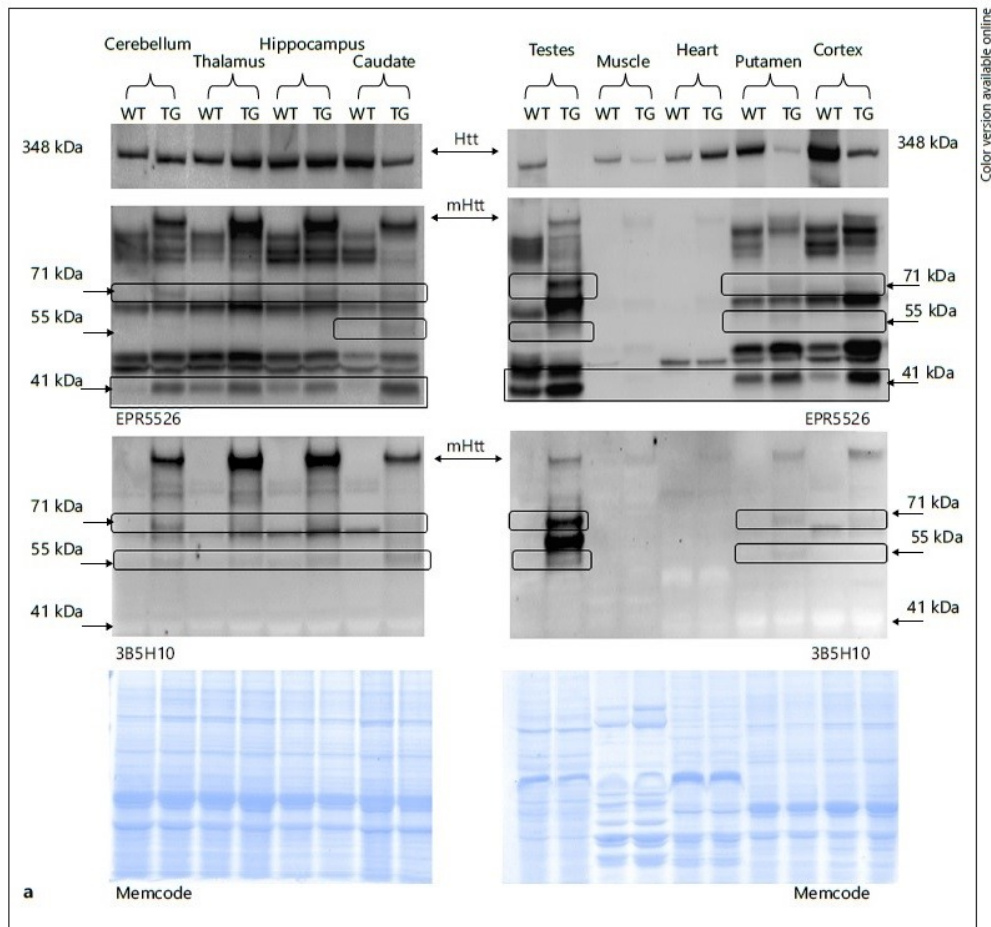 Color version available online
Cerebellum Hippocampus
Thalamus Caudate
WT TG WT TG WT TG WT TG
Testes Heart Cortex
Muscle Putamen
WT TG WT TG WT TG WT TG WT TG
348 kDa Htt 348 kDa
mHtt
71 kDa 71 kDa
55 kDa 55 kDa
41 kDa 41 kDa
EPR5526 EPR5526
mHtt
71 kDa 71 kDa
55 kDa 55 kDa
41 kDa 41 kDa
3B5H10 3B5H10
a Memcode Memcode